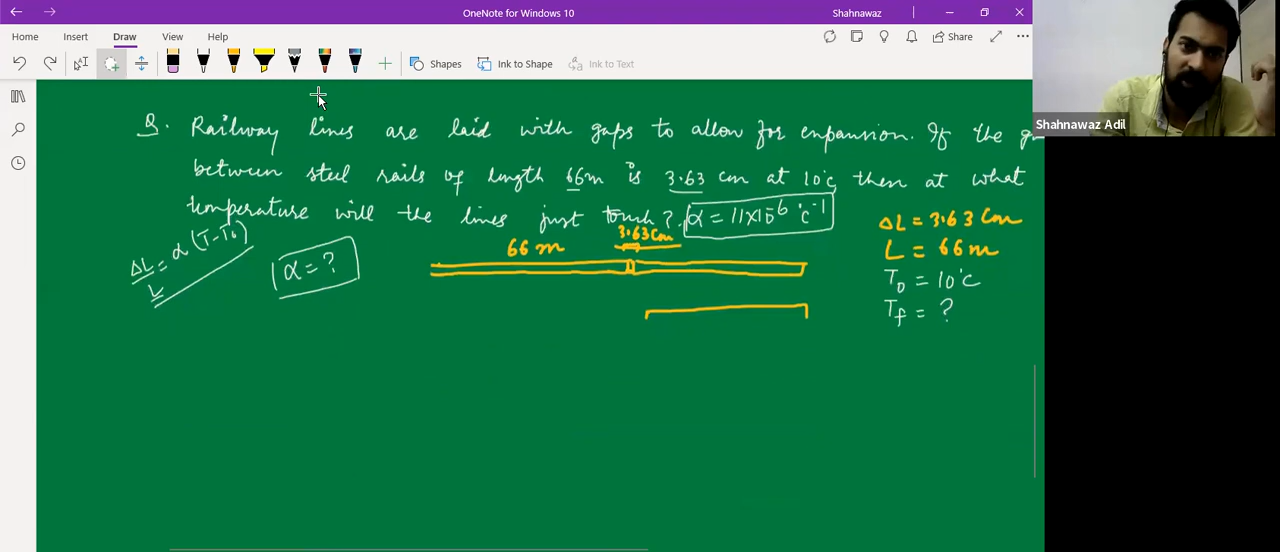 OneNote for Windows 10
Shahnawaz
Home Insert Draw View Help
Share
Shapes Ink to Shape Ink to Text
Shahnawaz Adil
Q. Railway lines are laid with gaps to allow for expansion. If the
between steel rails of length 66m is 3.63 cm at 10°C then at what
temperature will the lines just touch? α = 11×10⁻⁶ °C⁻¹
ΔL/L = α(T-T₀)
α = ?
66 m 3.63 cm
ΔL = 3.63 cm
L = 66 m
T₀ = 10°C
T_f = ?